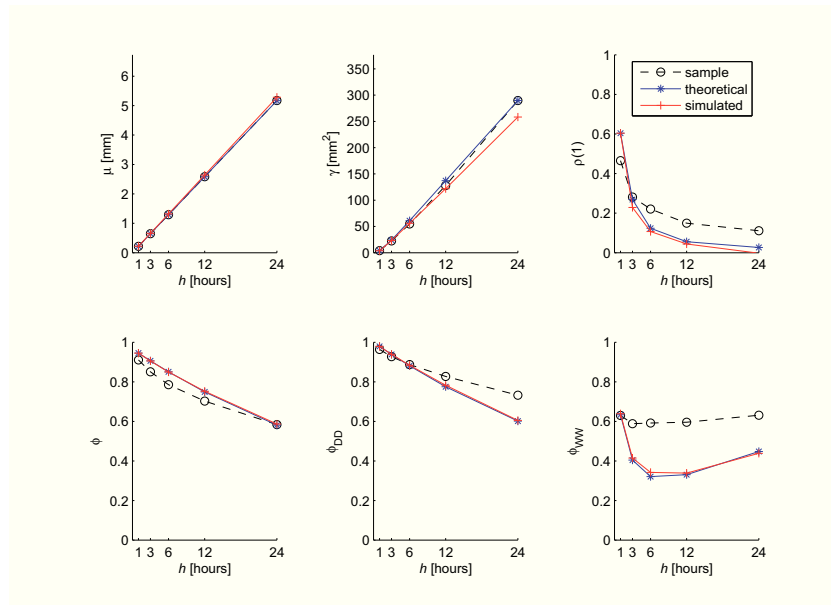 μ [mm]
6
5
4
3
2
1
0
1 3 6 12 24
h [hours]
γ [mm²]
350
300
250
200
150
100
50
0
1 3 6 12 24
h [hours]
ρ(1)
1
0.8
0.6
0.4
0.2
0
1 3 6 12 24
h [hours]
sample
theoretical
simulated
ϕ
1
0.8
0.6
0.4
0.2
0
1 3 6 12 24
h [hours]
ϕDD
1
0.8
0.6
0.4
0.2
0
1 3 6 12 24
h [hours]
ϕWW
1
0.8
0.6
0.4
0.2
0
1 3 6 12 24
h [hours]